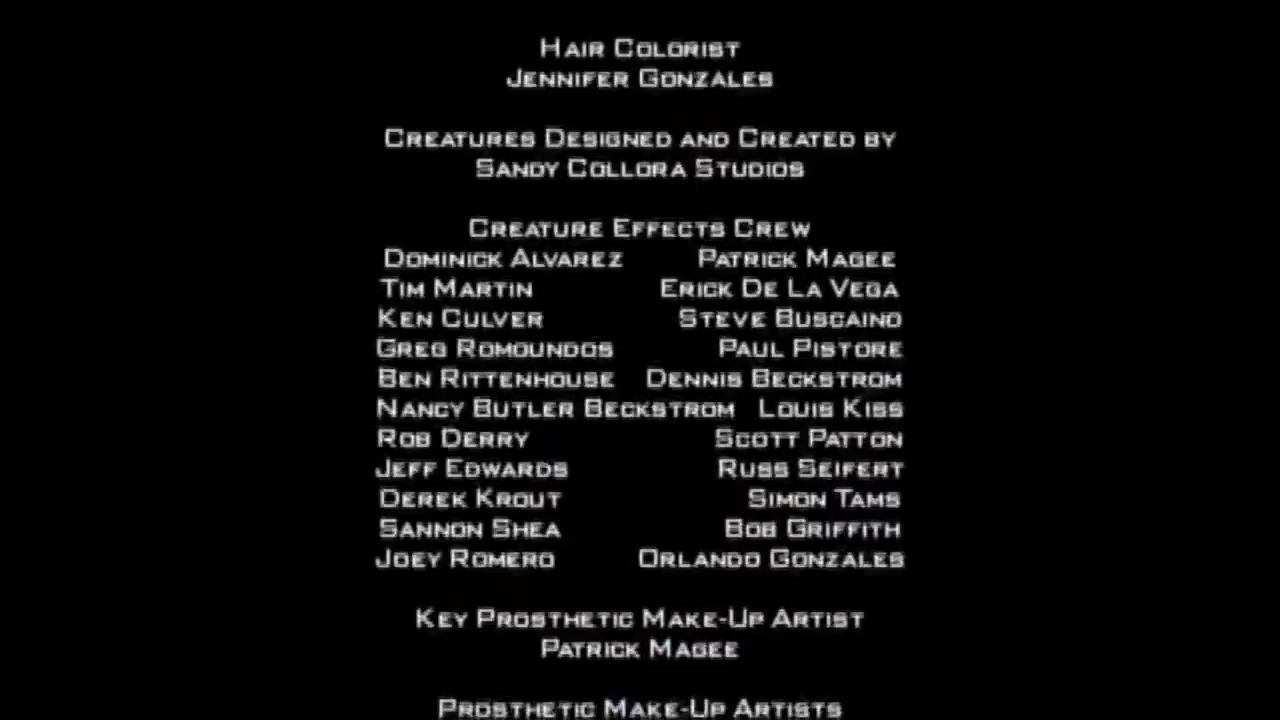 Hair Colorist
Jennifer Gonzales
Creatures Designed and Created by
Sandy Collora Studios
Creature Effects Crew
Dominick Alvarez Patrick Magee
Tim Martin Erick De La Vega
Ken Culver Steve Buscaino
Greg Romoundos Paul Pistore
Ben Rittenhouse Dennis Beckstrom
Nancy Butler Beckstrom Louis Kiss
Rob Derry Scott Patton
Jeff Edwards Russ Seifert
Derek Krout Simon Tams
Sannon Shea Bob Griffith
Joey Romero Orlando Gonzales
Key Prosthetic Make-Up Artist
Patrick Magee
Prosthetic Make-Up Artists